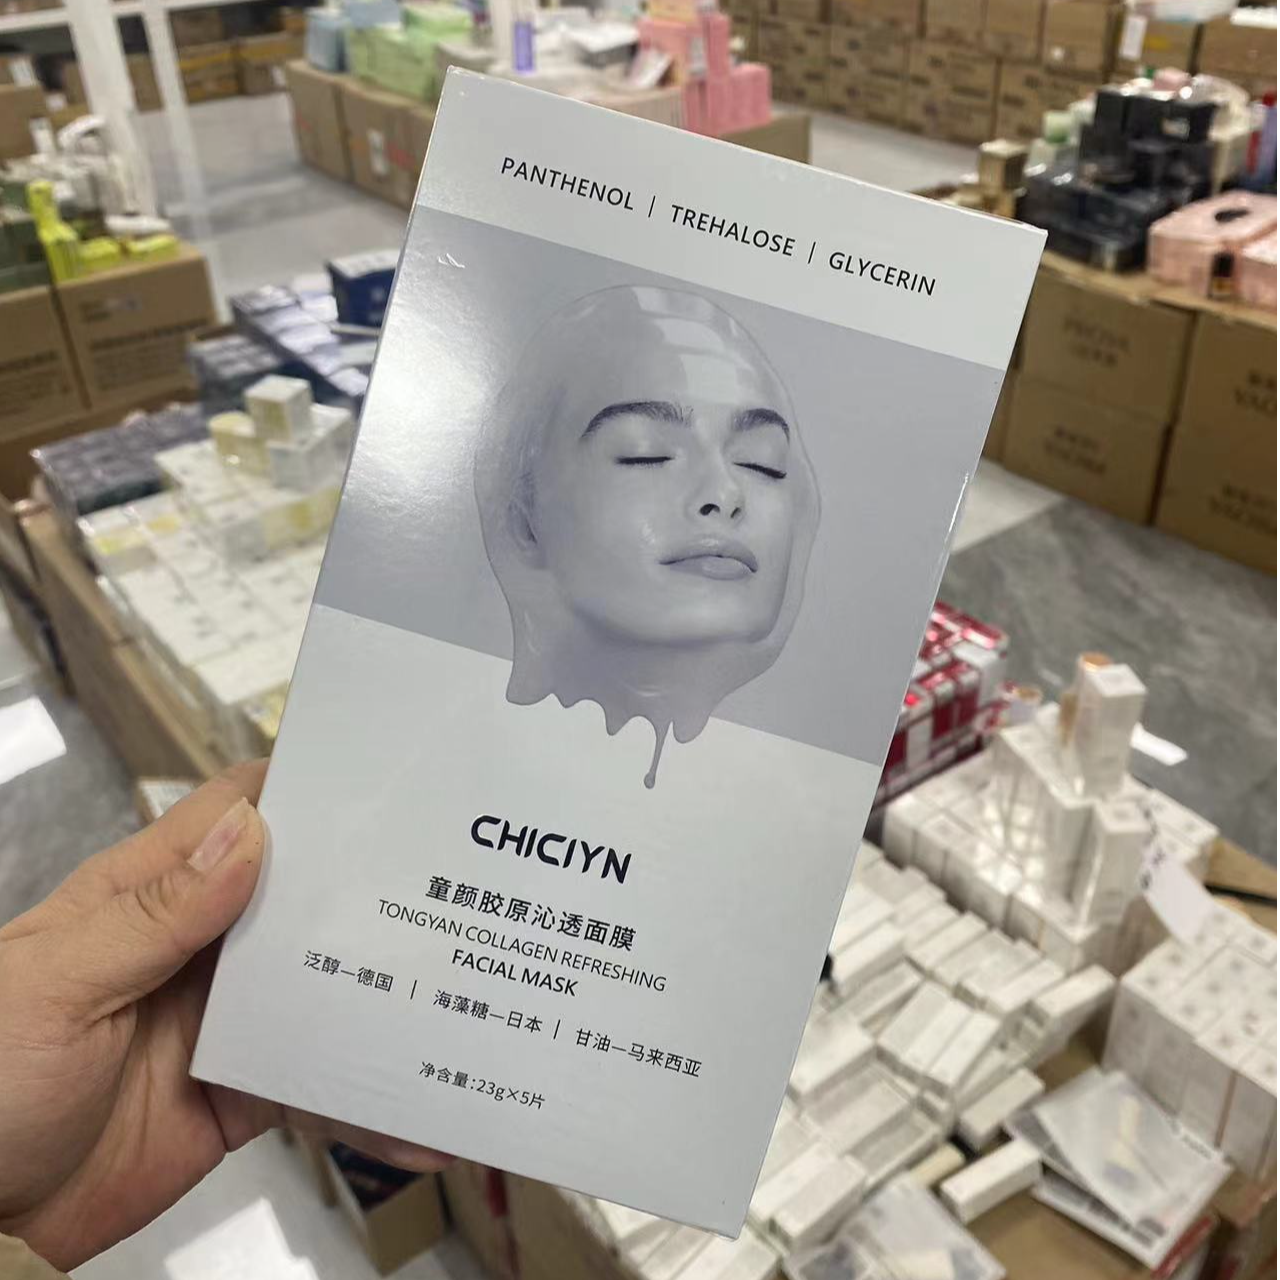 PANTHENOL | TREHALOSE | GLYCERIN
CHICIYN
童颜胶原沁透面膜
TONGYAN COLLAGEN REFRESHING
FACIAL MASK
泛醇—德国 | 海藻糖—日本 | 甘油—马来西亚
净含量:23g×5片